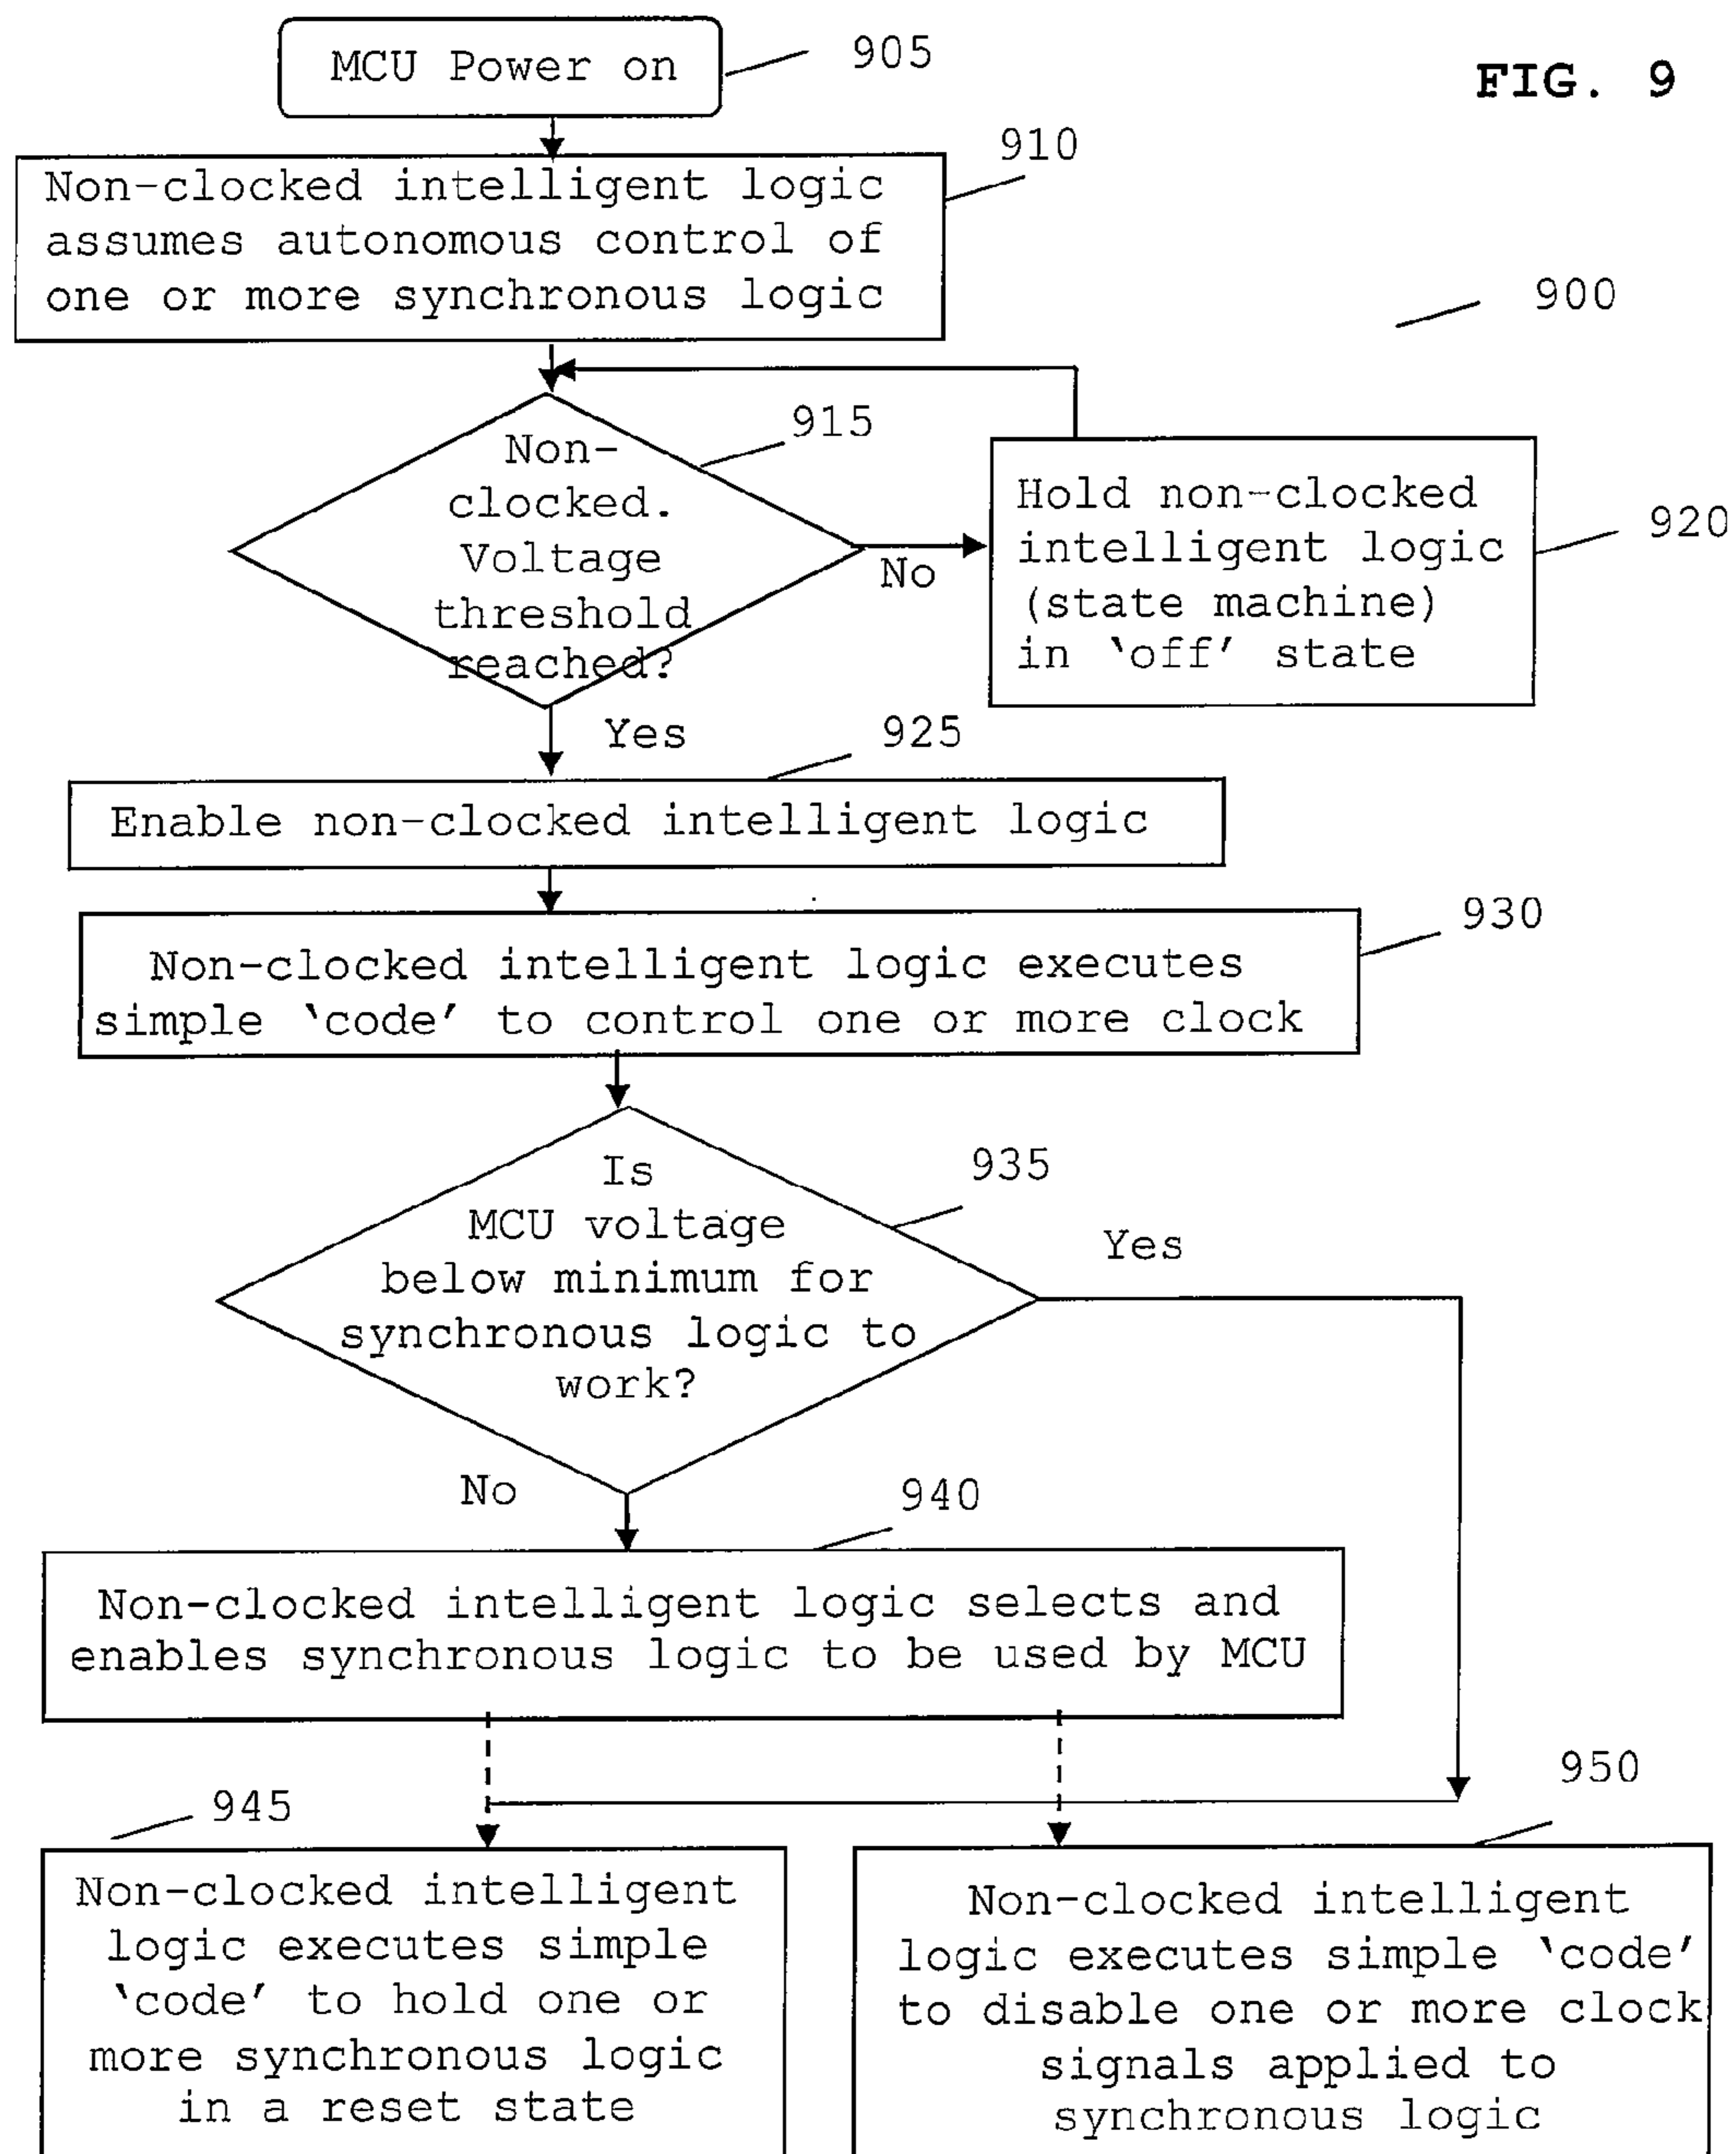 MCU Power on
905
FIG. 9
910
Non-clocked intelligent logic
assumes autonomous control of
one or more synchronous logic
900
915
Non-
clocked.
Voltage
threshold
reached?
No
Hold non-clocked
intelligent logic
(state machine)
in ‛off’ state
920
Yes
925
Enable non-clocked intelligent logic
930
Non-clocked intelligent logic executes
simple ‛code’ to control one or more clock
935
Is
MCU voltage
below minimum for
synchronous logic to
work?
Yes
No
940
Non-clocked intelligent logic selects and
enables synchronous logic to be used by MCU
945
950
Non-clocked intelligent
logic executes simple
‛code’ to hold one or
more synchronous logic
in a reset state
Non-clocked intelligent
logic executes simple ‛code’
to disable one or more clock
signals applied to
synchronous logic